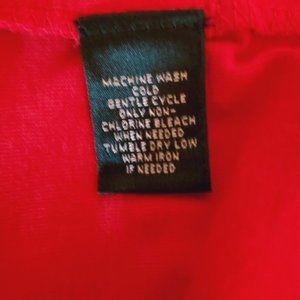 MACHINE WASH
COLD
GENTLE CYCLE
ONLY NON-
CHLORINE BLEACH
WHEN NEEDED
TUMBLE DRY LOW
WARM IRON
IF NEEDED